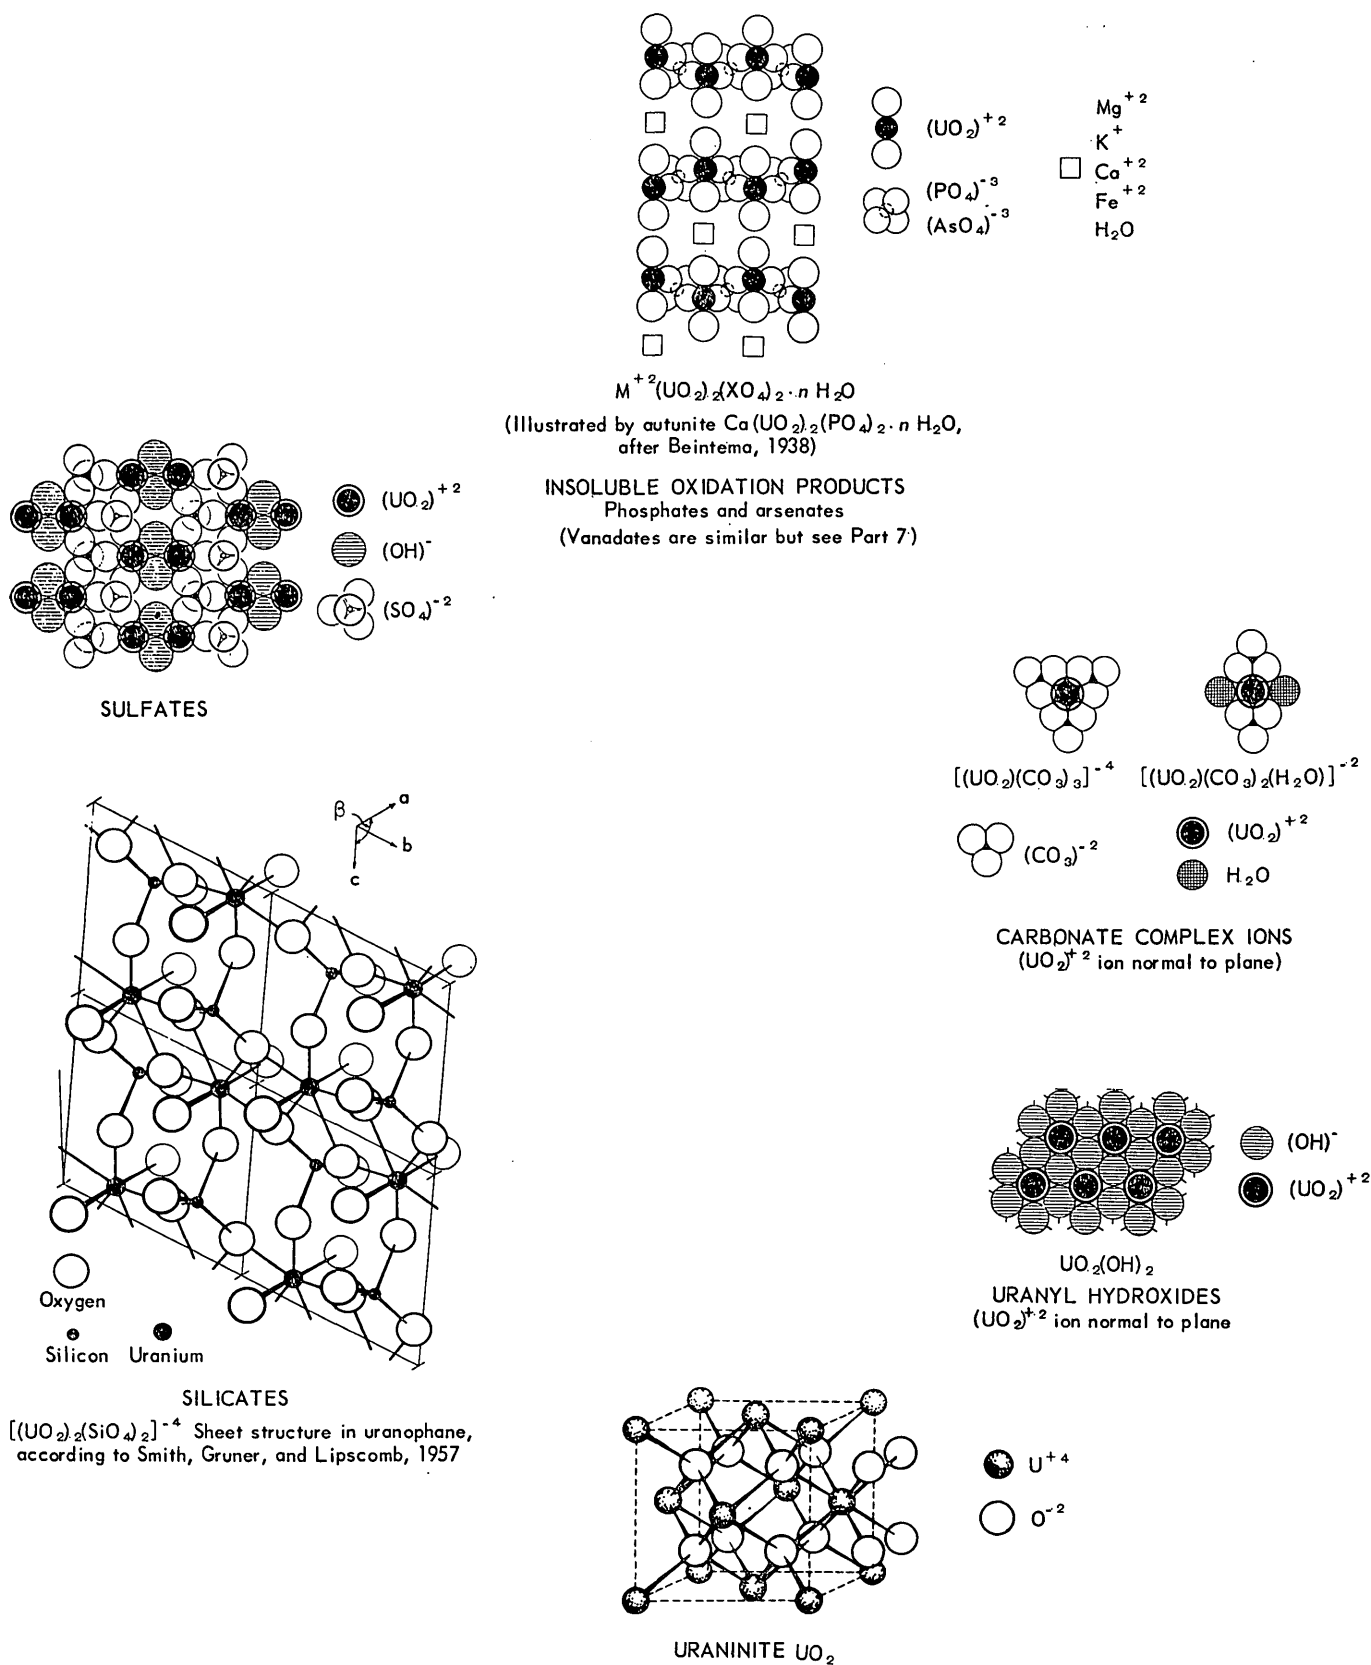 (UO₂)⁺²
(PO₄)⁻³
(AsO₄)⁻³
Mg⁺²
K⁺
Ca⁺²
Fe⁺²
H₂O
M⁺²(UO₂)₂(XO₄)₂·n H₂O
(Illustrated by autunite Ca(UO₂)₂(PO₄)₂·n H₂O,
after Beintema, 1938)
INSOLUBLE OXIDATION PRODUCTS
Phosphates and arsenates
(Vanadates are similar but see Part 7)
(UO₂)⁺²
(OH)⁻
(SO₄)⁻²
SULFATES
[(UO₂)(CO₃)₃]⁻⁴
[(UO₂)(CO₃)₂(H₂O)]⁻²
(CO₃)⁻²
(UO₂)⁺²
H₂O
CARBONATE COMPLEX IONS
(UO₂)⁺² ion normal to plane)
β
a
b
c
Oxygen
Silicon Uranium
SILICATES
[(UO₂)₂(SiO₄)₂]⁻⁴ Sheet structure in uranophane,
according to Smith, Gruner, and Lipscomb, 1957
(OH)⁻
(UO₂)⁺²
UO₂(OH)₂
URANYL HYDROXIDES
(UO₂)⁺² ion normal to plane
U⁺⁴
O⁻²
URANINITE UO₂